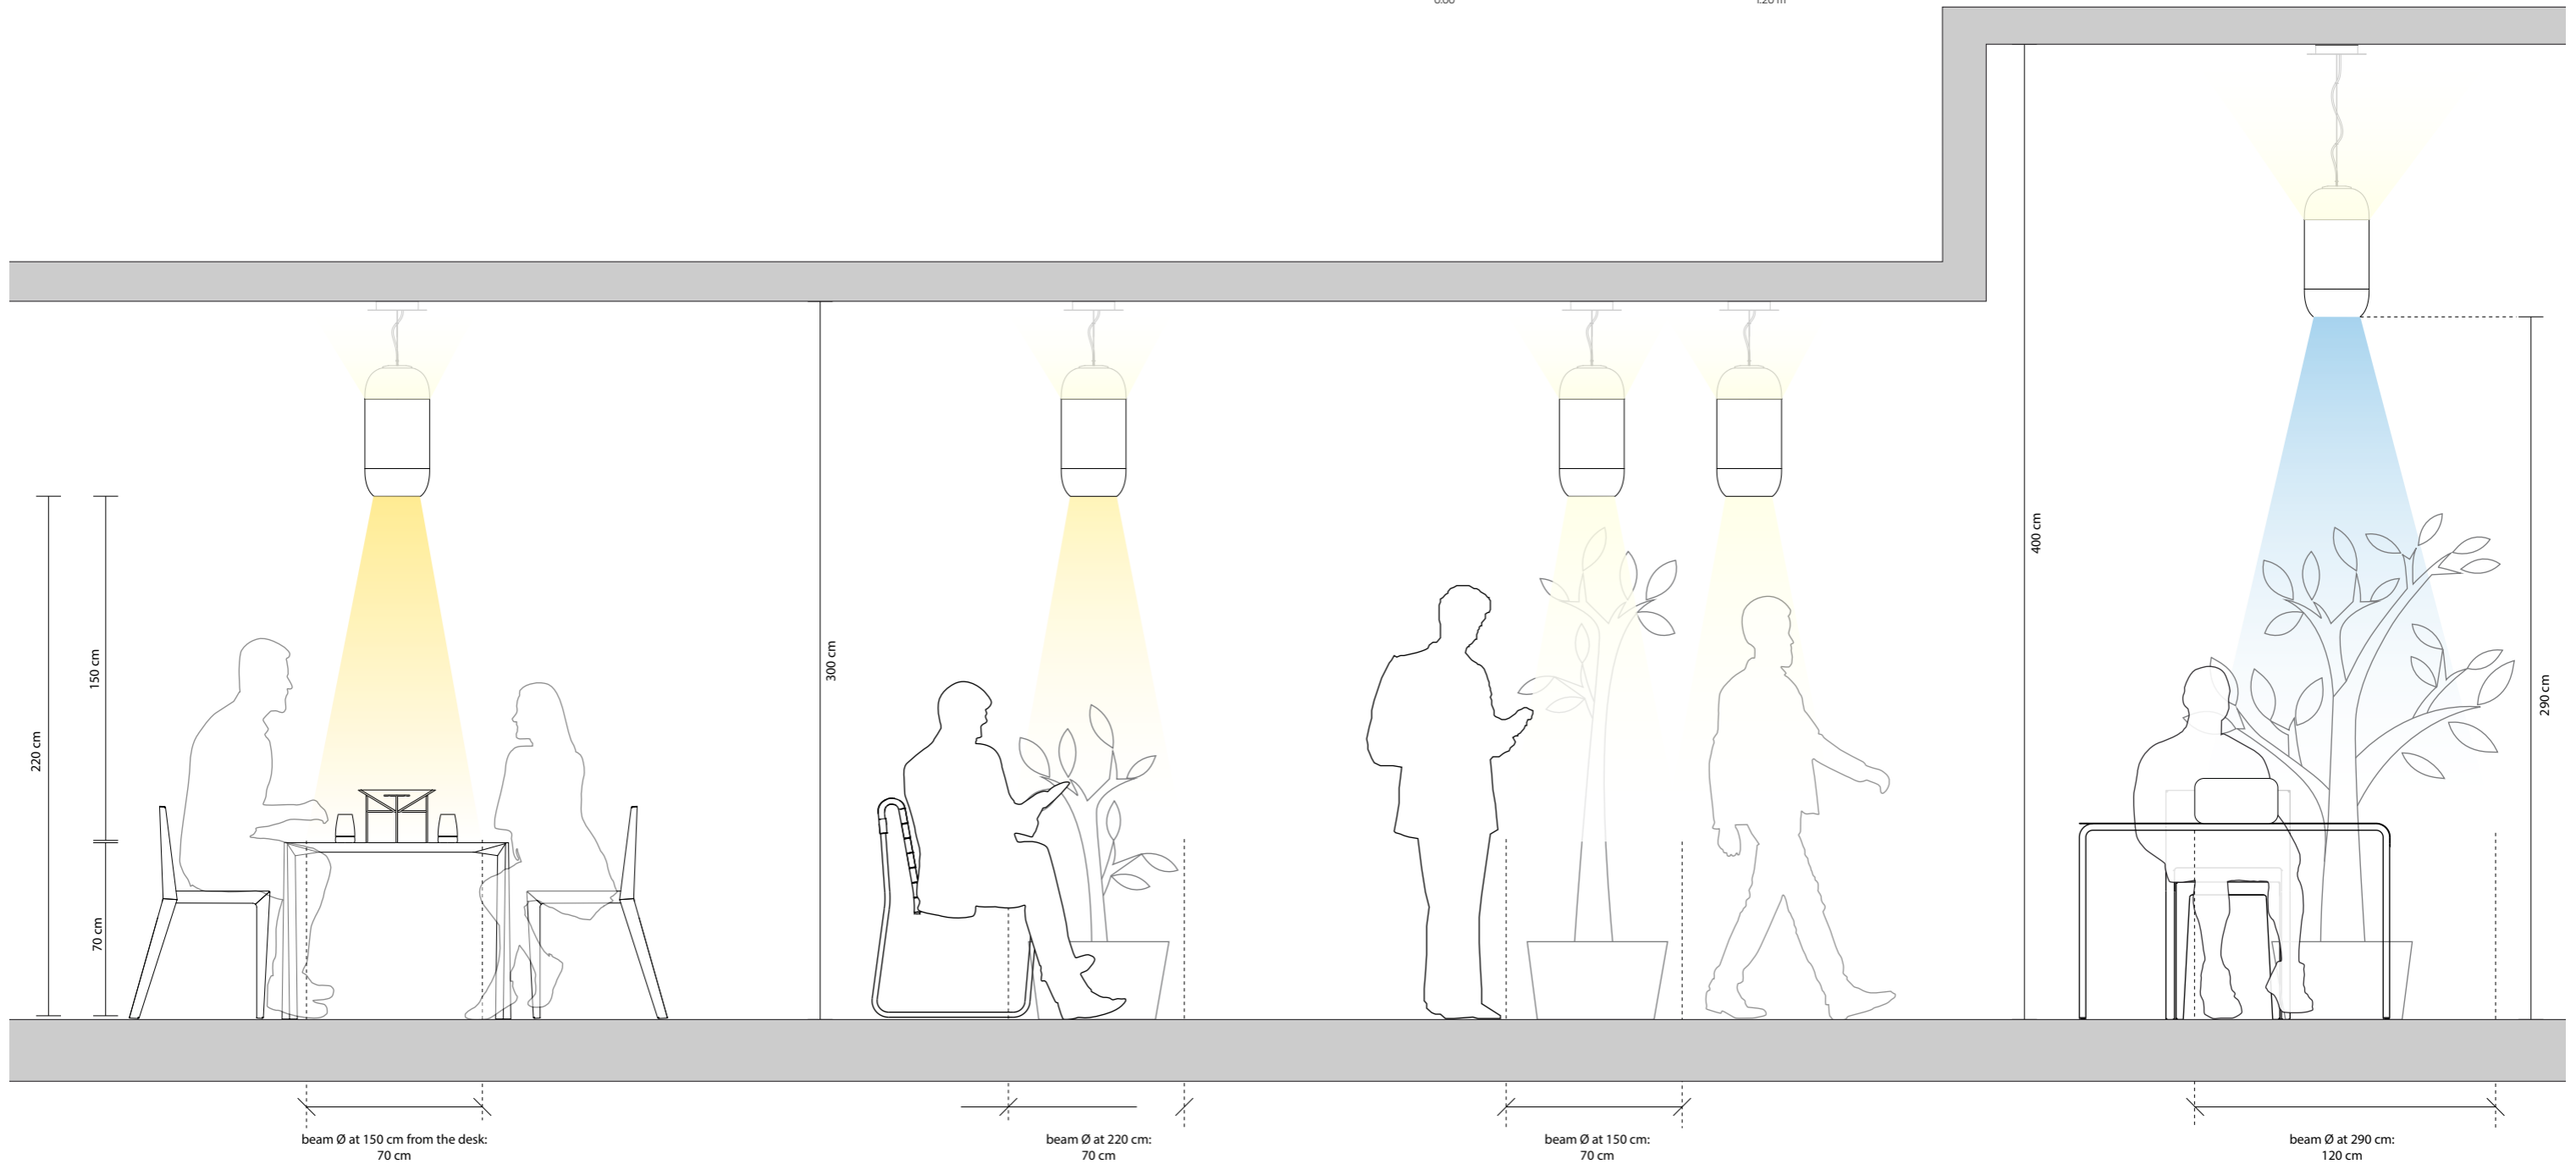 220 cm
150 cm
70 cm
300 cm
400 cm
290 cm
beam Ø at 150 cm from the desk:
70 cm
beam Ø at 220 cm:
70 cm
beam Ø at 150 cm:
70 cm
beam Ø at 290 cm:
120 cm